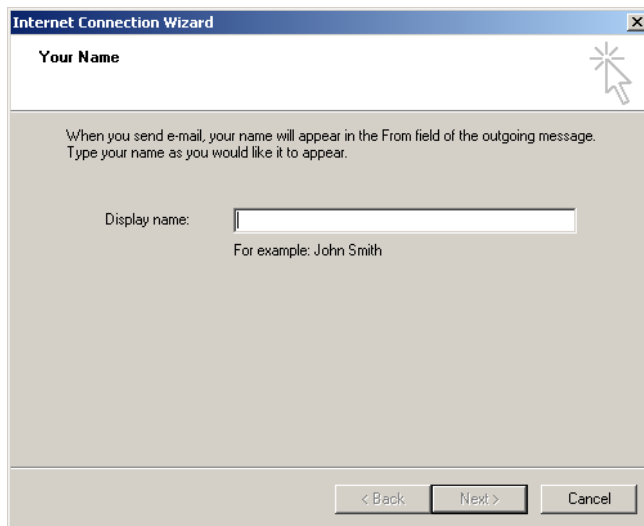 Internet Connection Wizard
Your Name
When you send e-mail, your name will appear in the From field of the outgoing message.
Type your name as you would like it to appear.
Display name:
For example: John Smith
< Back
Next >
Cancel